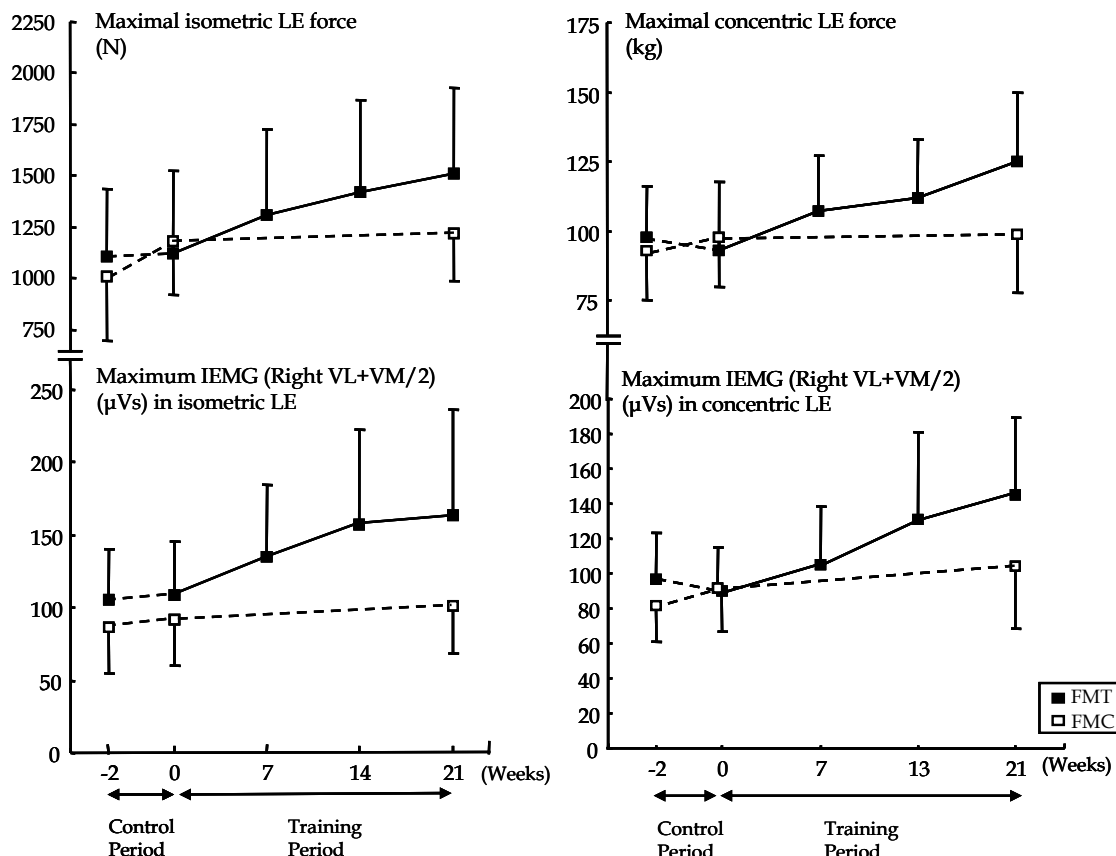 Maximal isometric LE force
(N)
2250
2000
1750
1500
1250
1000
750
Maximum IEMG (Right VL+VM/2)
(µVs) in isometric LE
250
200
150
100
50
0
-2 0 7 14 21 (Weeks)
Control
Period
Training
Period
Maximal concentric LE force
(kg)
175
150
125
100
75
Maximum IEMG (Right VL+VM/2)
(µVs) in concentric LE
200
180
160
140
120
100
80
60
40
20
0
FMT
FMC
-2 0 7 13 21 (Weeks)
Control
Period
Training
Period